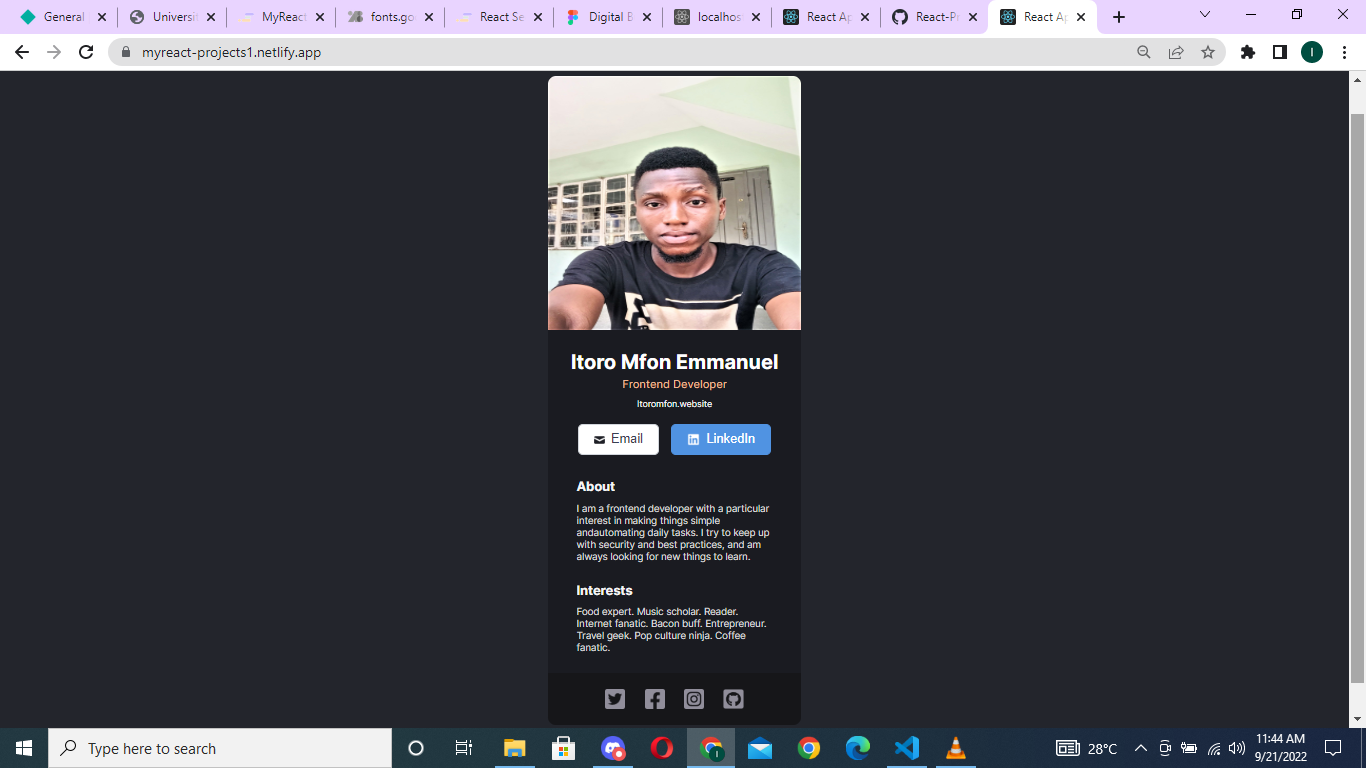 General
Universit
MyReact
fonts.go
React Se
Digital B
localhos
React Ap
React-Pr
React Ap
myreact-projects1.netlify.app
I
Itoro Mfon Emmanuel
Frontend Developer
Itoromfon.website
Email
LinkedIn
About
I am a frontend developer with a particular
interest in making things simple
andautomating daily tasks. I try to keep up
with security and best practices, and am
always looking for new things to learn.
Interests
Food expert. Music scholar. Reader.
Internet fanatic. Bacon buff. Entrepreneur.
Travel geek. Pop culture ninja. Coffee
fanatic.
Type here to search
28°C
11:44 AM
9/21/2022